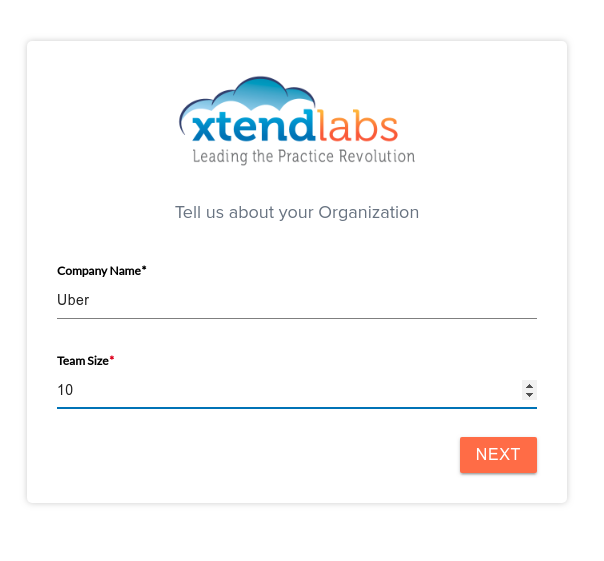 xtendlabs
Leading the Practice Revolution
Tell us about your Organization
Company Name*
Uber
Team Size*
10
NEXT